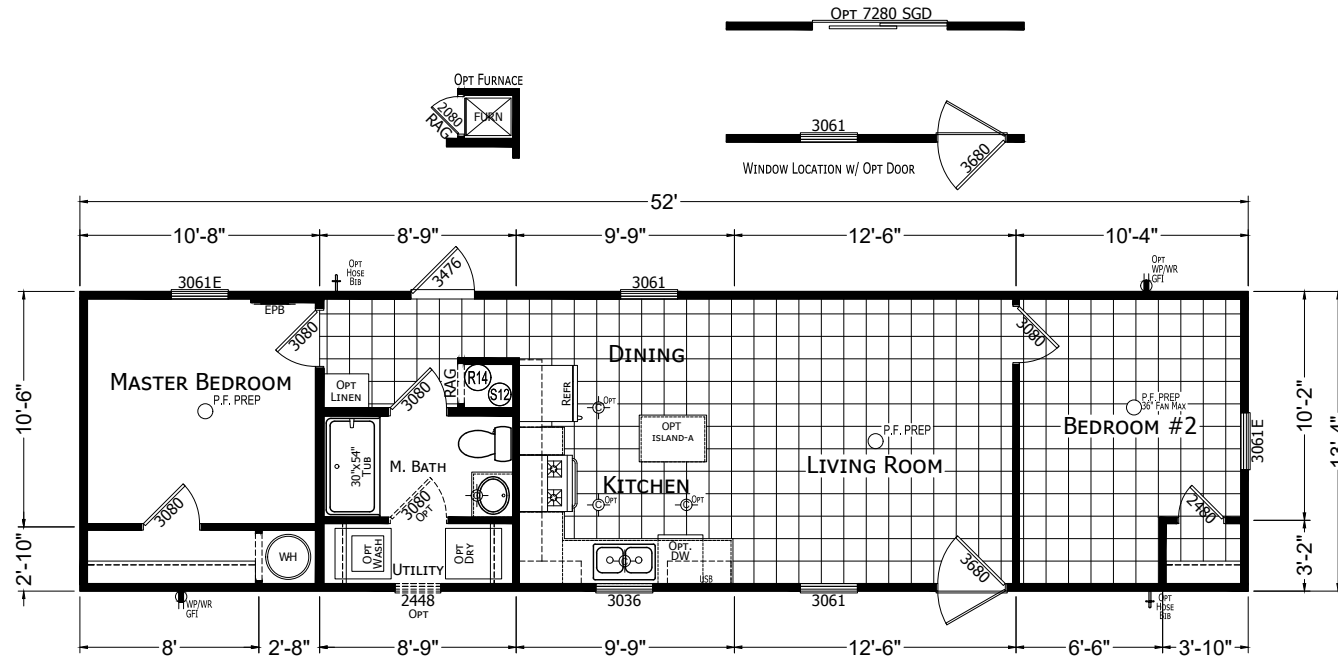 OPT 7280 SGD
OPT FURNACE
2080
RAG
FURN
3061
3680
WINDOW LOCATION W/ OPT DOOR
52'
10'-8"
8'-9"
9'-9"
12'-6"
10'-4"
3061E
OPT
HOSE
BIB
3476
3061
OPT
WP/WR
GFI
EPB
3080
3080
DINING
MASTER BEDROOM
P.F. PREP
OPT
LINEN
3080
RAG
R14
S12
REFR
OPT
OPT
ISLAND-A
P.F. PREP
LIVING ROOM
P.F. PREP
36" FAN MAX
BEDROOM #2
3061E
10'-6"
10'-2"
13'-4"
30"x54"
TUB
M. BATH
KITCHEN
OPT
OPT
3080
3080
OPT
2480
2'-10"
3'-2"
WH
OPT
WASH
UTILITY
OPT
DRY
OPT.
DW
USB
3680
WP/WR
GFI
2448
OPT
3036
3061
OPT
HOSE
BIB
8'
2'-8"
8'-9"
9'-9"
12'-6"
6'-6"
3'-10"